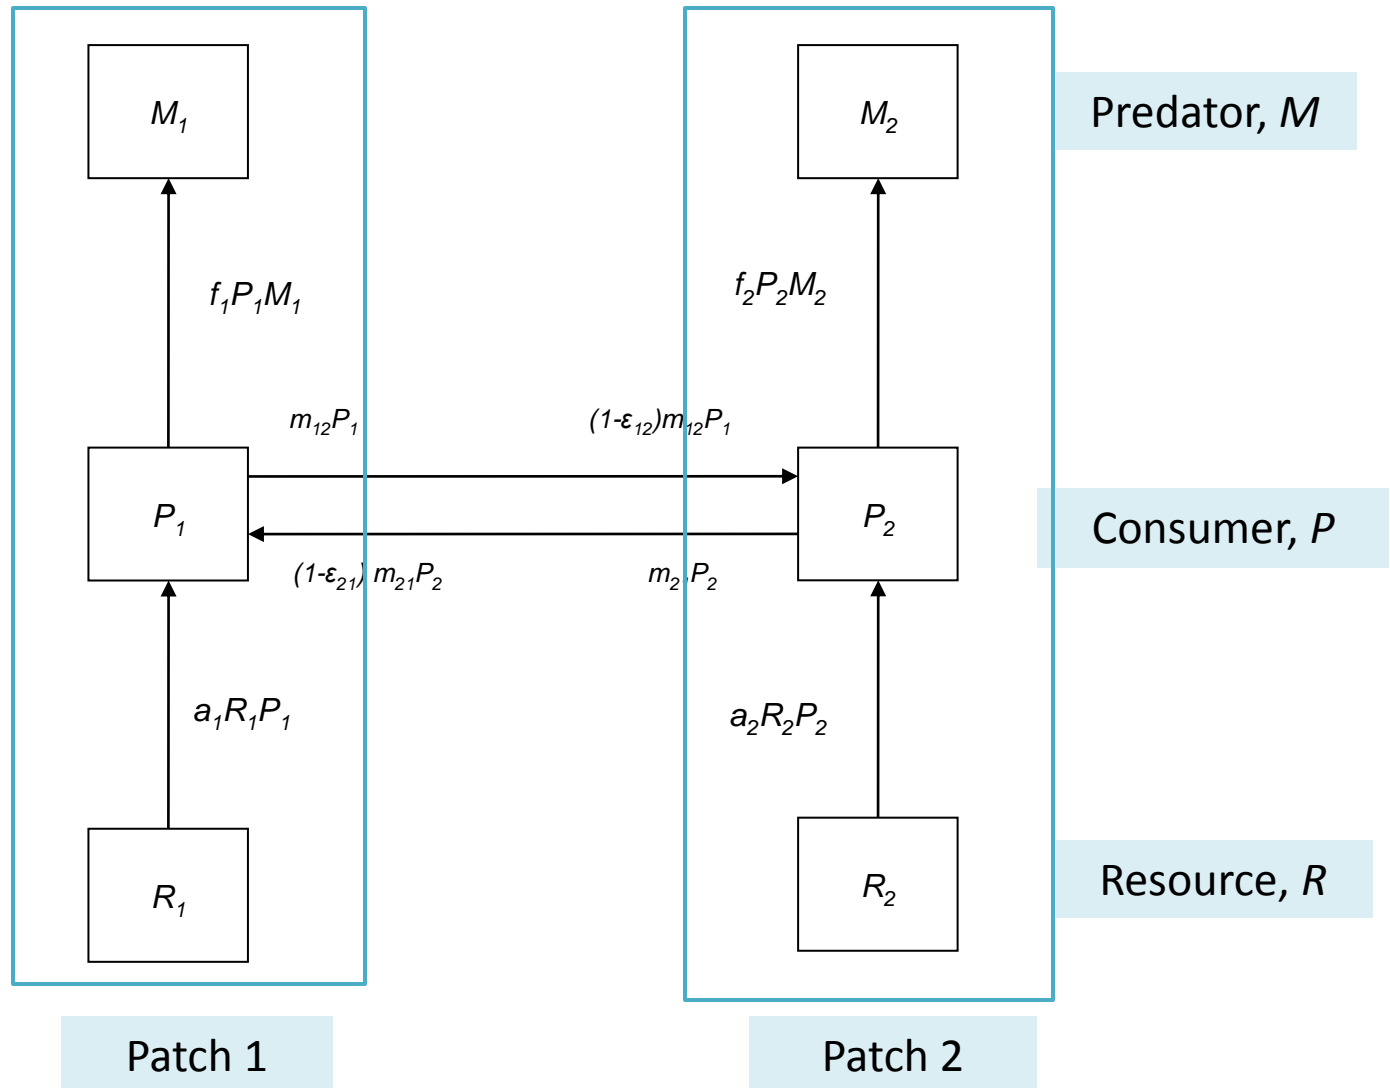 M₁
M₂
Predator, M
f₁P₁M₁
f₂P₂M₂
m₁₂P₁
(1-ε₁₂)m₁₂P₁
P₁
P₂
Consumer, P
(1-ε₂₁) m₂₁P₂
m₂₁P₂
a₁R₁P₁
a₂R₂P₂
R₁
R₂
Resource, R
Patch 1
Patch 2